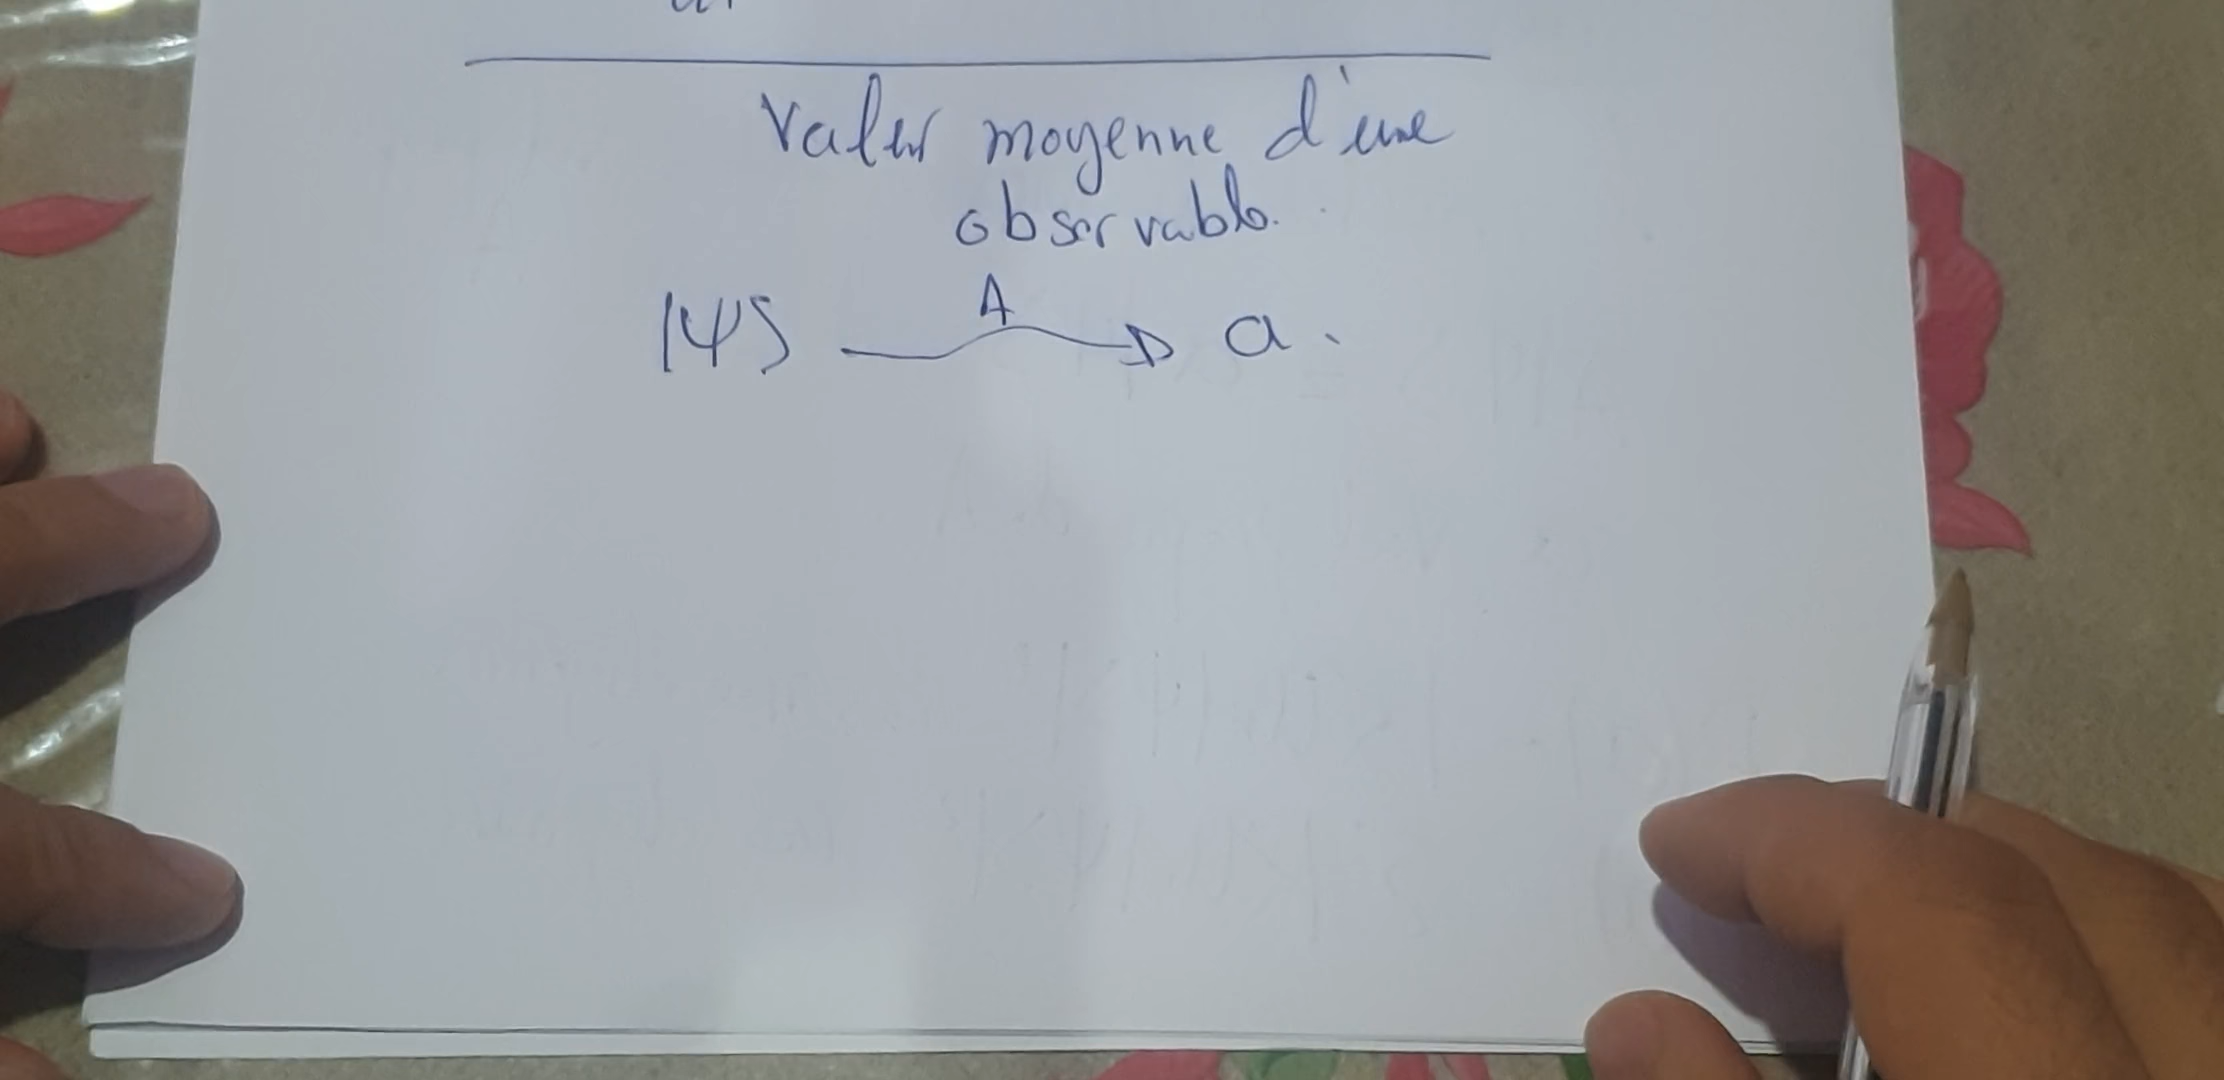 Valeur moyenne d'une
observable.
|Ψ> —A→ a.